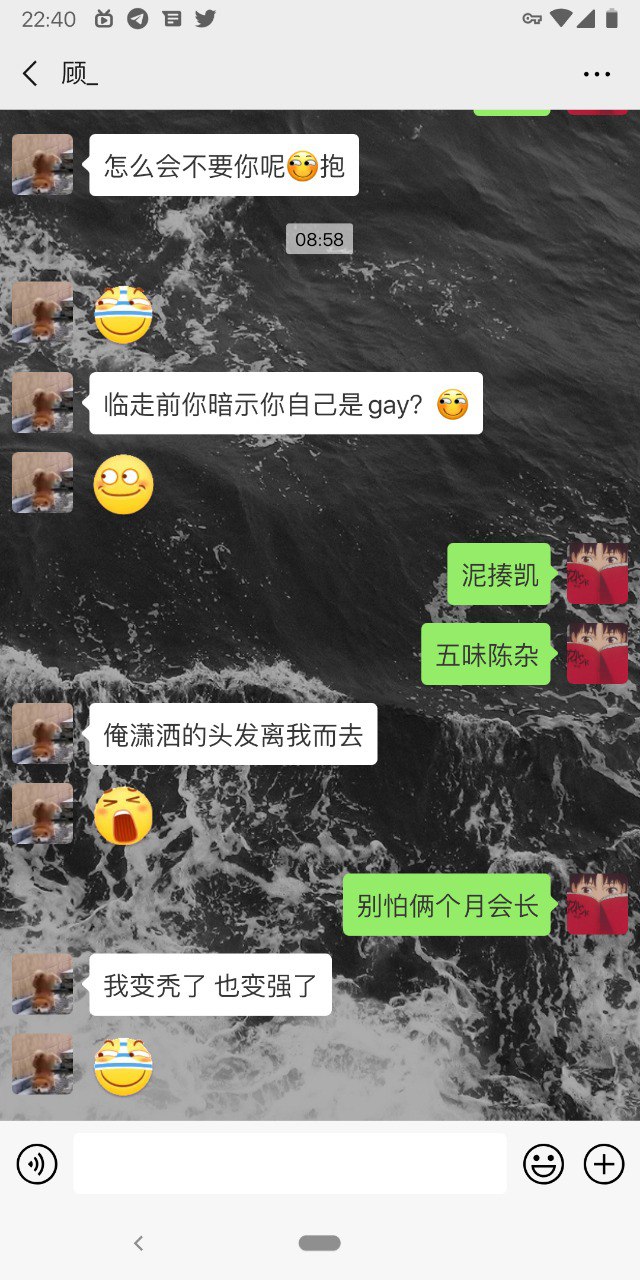 22:40
顾_
怎么会不要你呢抱
08:58
临走前你暗示你自己是gay?
泥揍凯
五味陈杂
俺潇洒的头发离我而去
别怕俩个月会长
我变秃了 也变强了